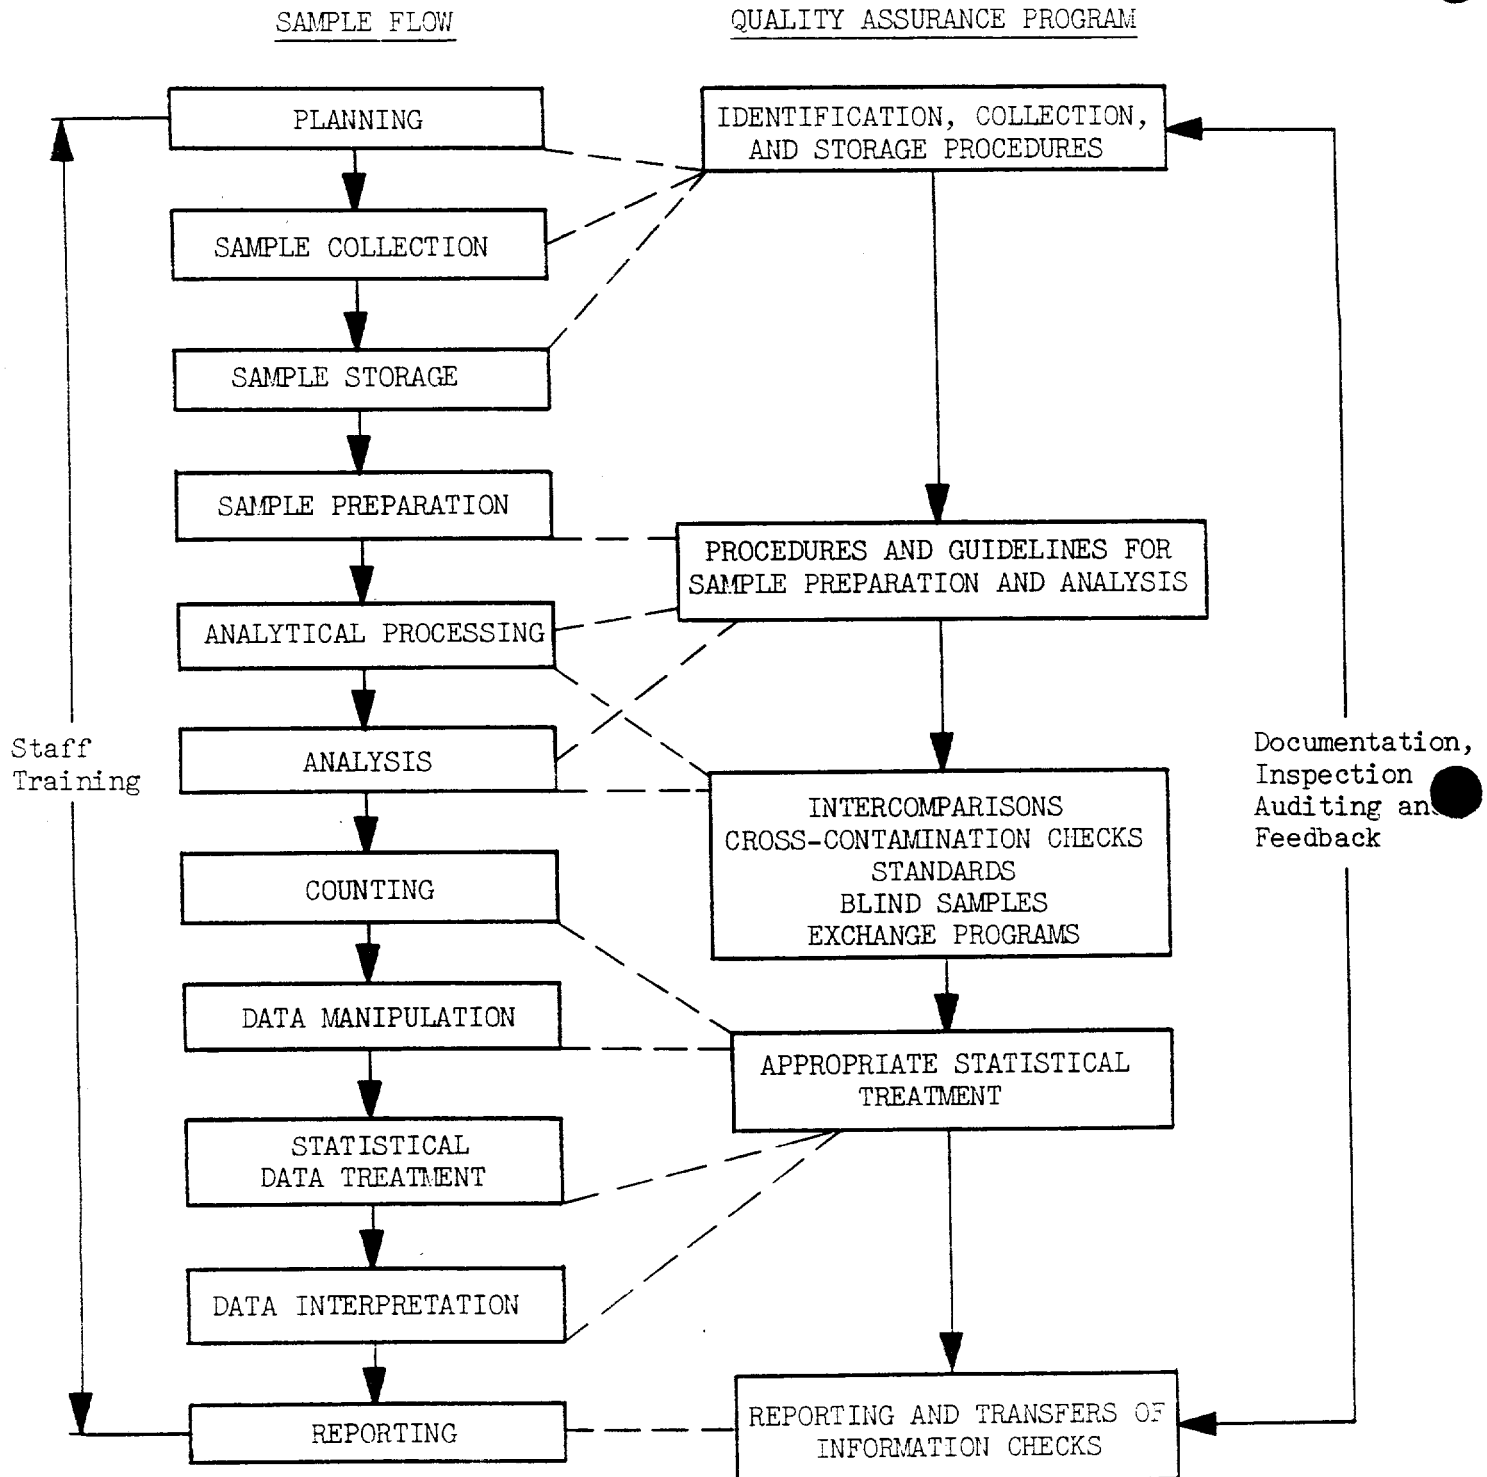 SAMPLE FLOW
QUALITY ASSURANCE PROGRAM
PLANNING
SAMPLE COLLECTION
SAMPLE STORAGE
SAMPLE PREPARATION
ANALYTICAL PROCESSING
ANALYSIS
COUNTING
DATA MANIPULATION
STATISTICAL
DATA TREATMENT
DATA INTERPRETATION
REPORTING
IDENTIFICATION, COLLECTION,
AND STORAGE PROCEDURES
PROCEDURES AND GUIDELINES FOR
SAMPLE PREPARATION AND ANALYSIS
INTERCOMPARISONS
CROSS-CONTAMINATION CHECKS
STANDARDS
BLIND SAMPLES
EXCHANGE PROGRAMS
APPROPRIATE STATISTICAL
TREATMENT
REPORTING AND TRANSFERS OF
INFORMATION CHECKS
Staff
Training
Documentation,
Inspection
Auditing and
Feedback